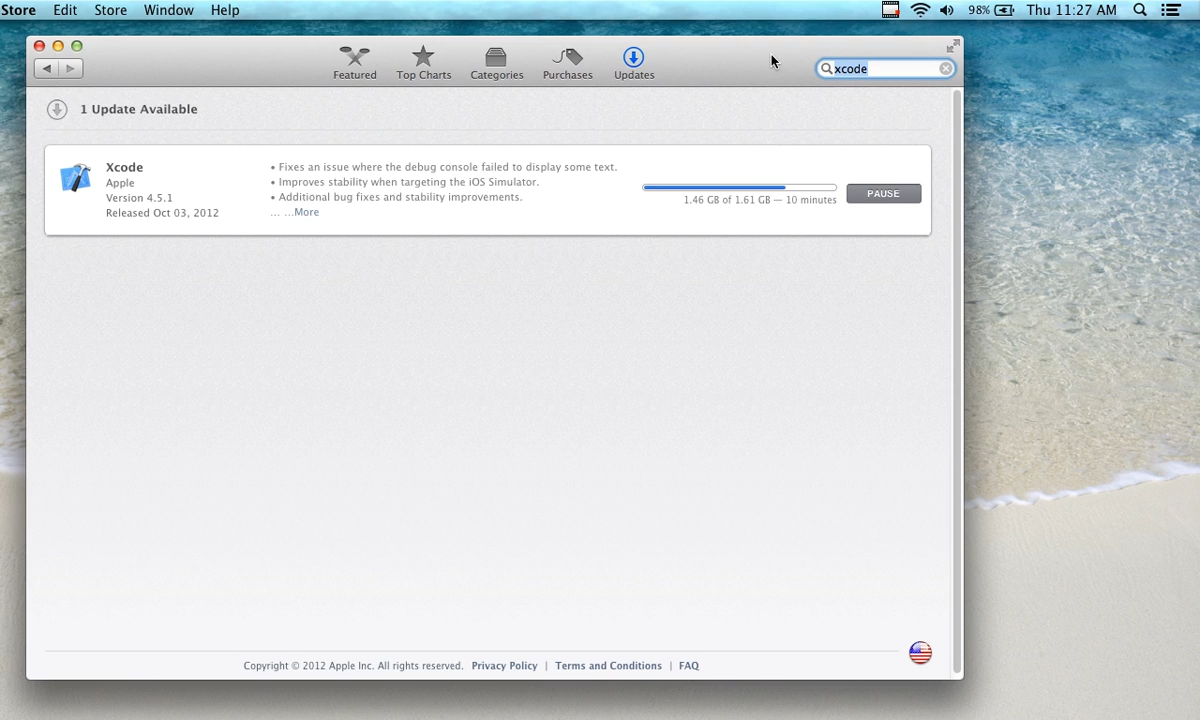 Store Edit Store Window Help 98% Thu 11:27 AM
Featured Top Charts Categories Purchases Updates xcode
1 Update Available
Xcode
Apple
Version 4.5.1
Released Oct 03, 2012
• Fixes an issue where the debug console failed to display some text.
• Improves stability when targeting the iOS Simulator.
• Additional bug fixes and stability improvements.
... ...More
1.46 GB of 1.61 GB — 10 minutes
PAUSE
Copyright © 2012 Apple Inc. All rights reserved. Privacy Policy | Terms and Conditions | FAQ